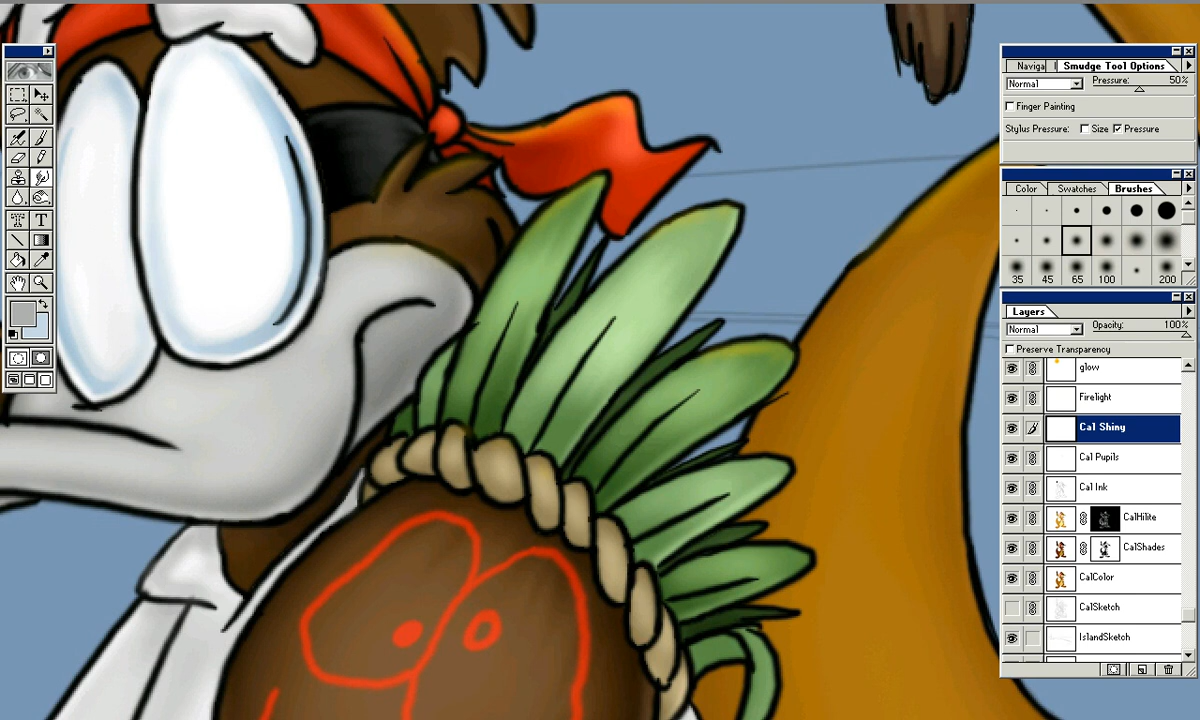 Naviga
Smudge Tool Options
Normal
Pressure: 50%
Finger Painting
Stylus Pressure: Size Pressure
Color Swatches Brushes
35 45 65 100 200
Layers
Normal
Opacity: 100%
Preserve Transparency
glow
Firelight
Cal Shiny
Cal Pupils
Cal Ink
CalHilite
CalShades
CalColor
CalSketch
IslandSketch
T T